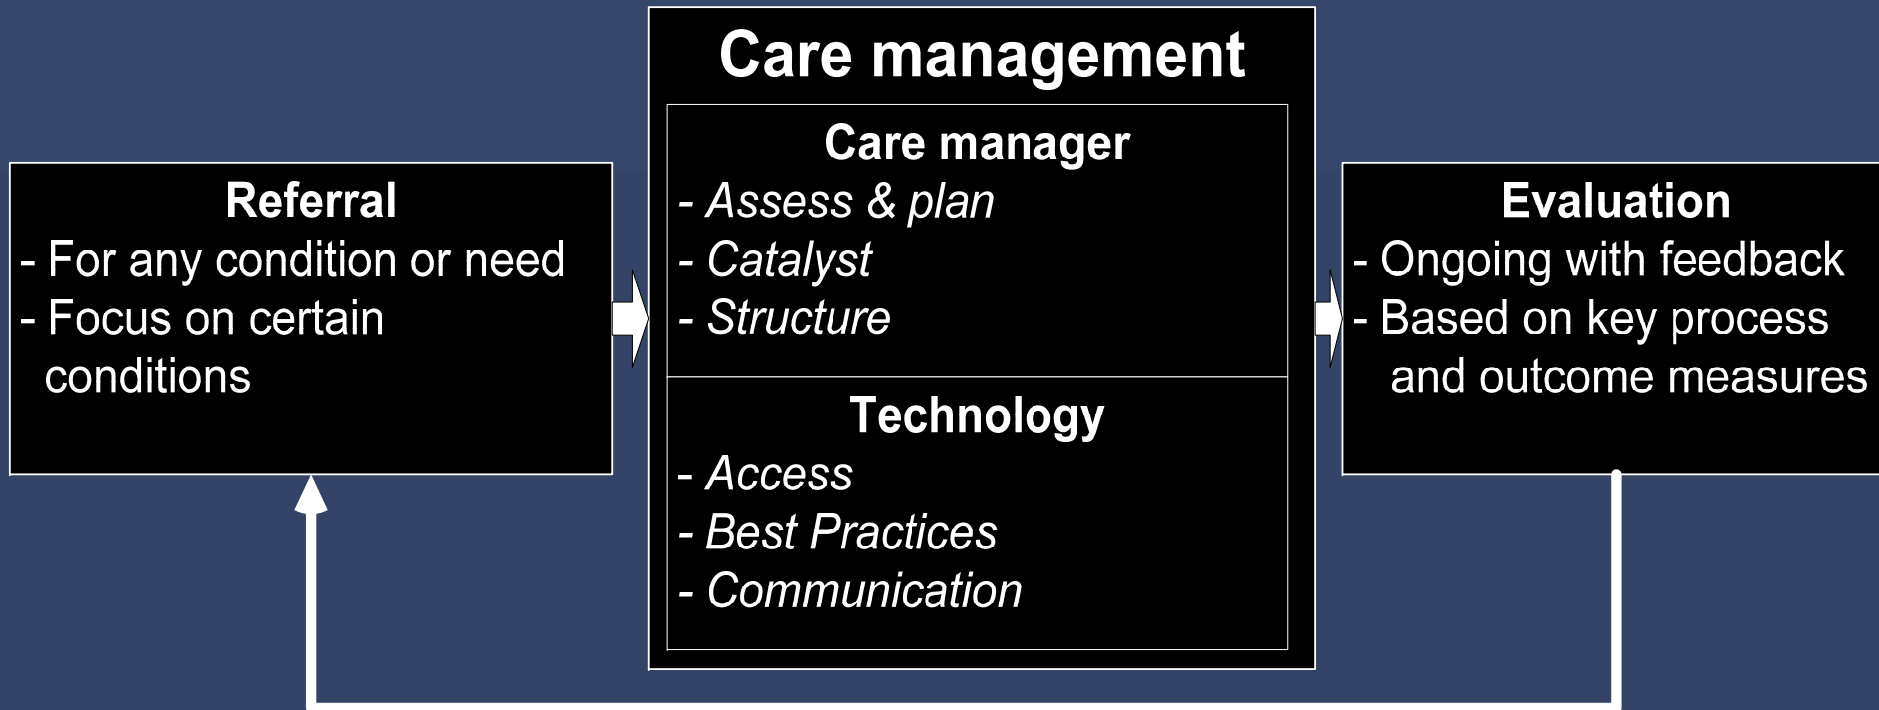 Care management
Referral
- For any condition or need
- Focus on certain
conditions
Care manager
- Assess & plan
- Catalyst
- Structure
Technology
- Access
- Best Practices
- Communication
Evaluation
- Ongoing with feedback
- Based on key process
and outcome measures